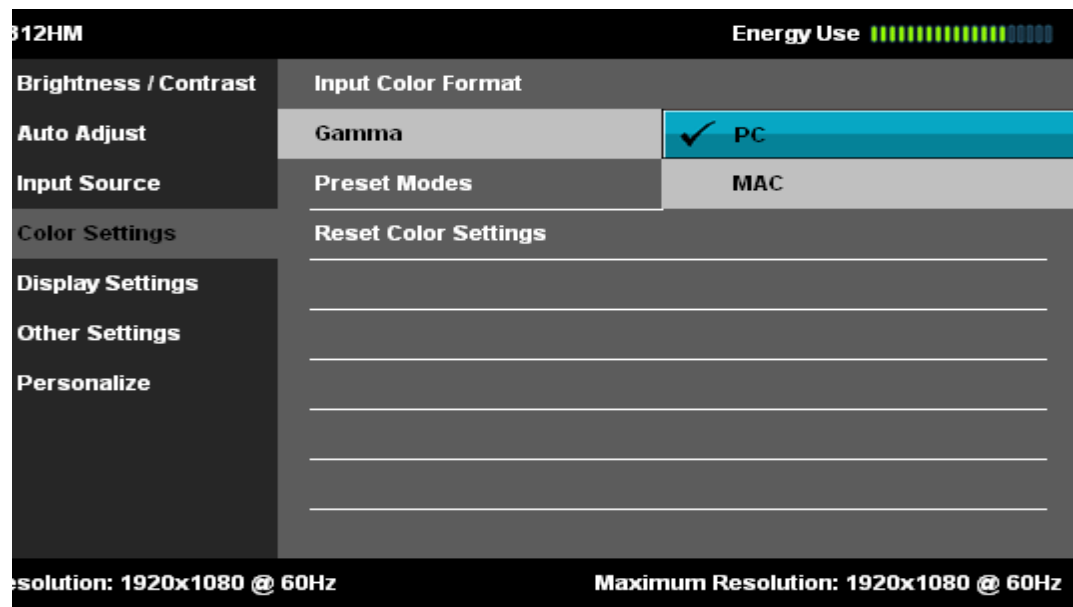 312HM Energy Use
Brightness / Contrast Input Color Format
Auto Adjust Gamma PC
Input Source Preset Modes MAC
Color Settings Reset Color Settings
Display Settings
Other Settings
Personalize
esolution: 1920x1080 @ 60Hz Maximum Resolution: 1920x1080 @ 60Hz